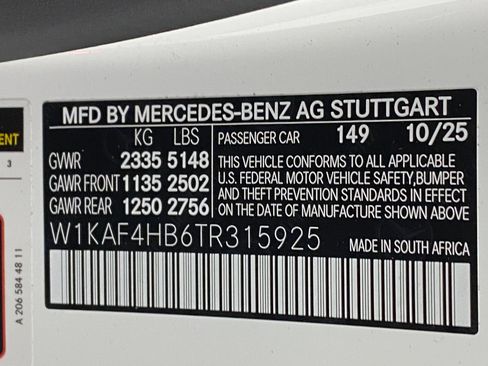 MFD BY MERCEDES-BENZ AG STUTTGART
KG LBS
GVWR 2335 5148
GAWR FRONT 1135 2502
GAWR REAR 1250 2756
PASSENGER CAR 149 10/25
THIS VEHICLE CONFORMS TO ALL APPLICABLE
U.S. FEDERAL MOTOR VEHICLE SAFETY,BUMPER
AND THEFT PREVENTION STANDARDS IN EFFECT
ON THE DATE OF MANUFACTURE SHOWN ABOVE
W1KAF4HB6TR315925
MADE IN SOUTH AFRICA
ENT
3
A 206 584 48 11